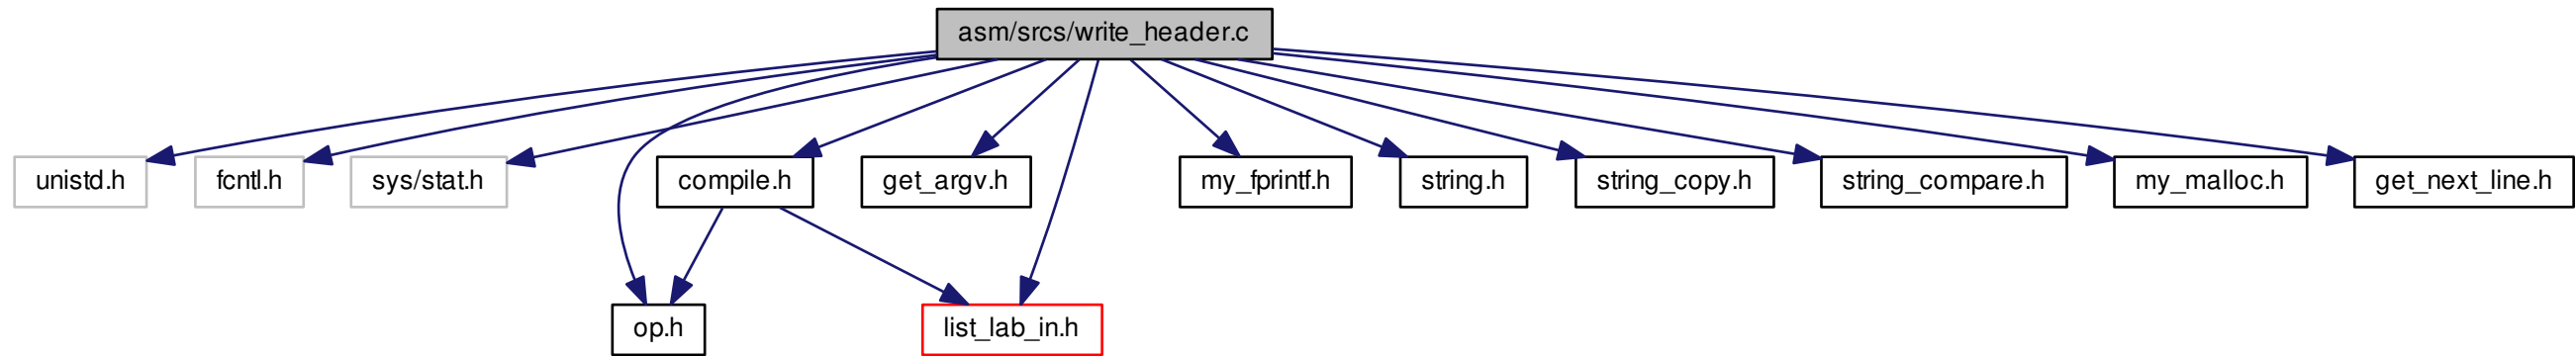 asm/srcs/write_header.c
unistd.h
fcntl.h
sys/stat.h
compile.h
get_argv.h
my_fprintf.h
string.h
string_copy.h
string_compare.h
my_malloc.h
get_next_line.h
op.h
list_lab_in.h